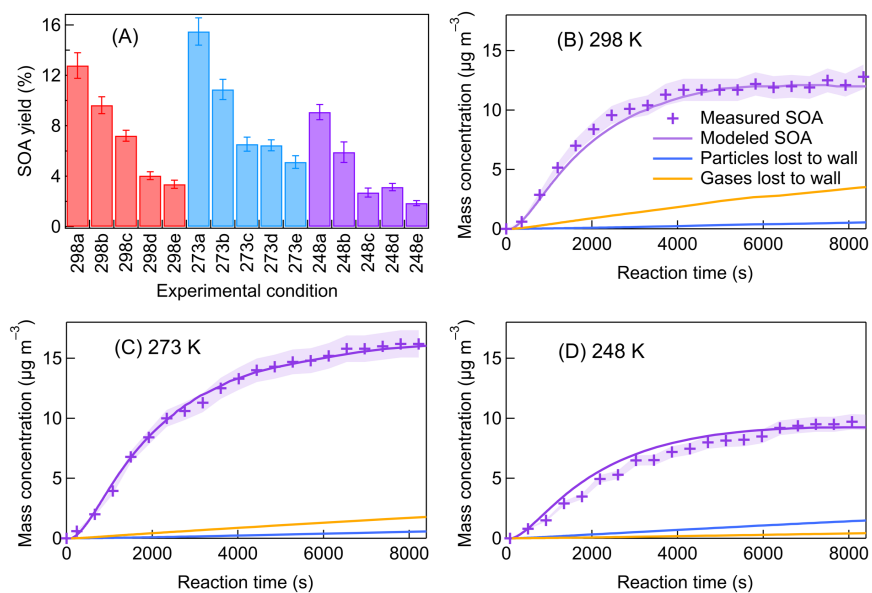 (A)
SOA yield (%)
16
12
8
4
0
298a
298b
298c
298d
298e
273a
273b
273c
273d
273e
248a
248b
248c
248d
248e
Experimental condition
(B) 298 K
Mass concentration (µg m⁻³)
15
10
5
0
Measured SOA
Modeled SOA
Particles lost to wall
Gases lost to wall
0 2000 4000 6000 8000
Reaction time (s)
(C) 273 K
Mass concentration (µg m⁻³)
15
10
5
0
0 2000 4000 6000 8000
Reaction time (s)
(D) 248 K
Mass concentration (µg m⁻³)
15
10
5
0
0 2000 4000 6000 8000
Reaction time (s)